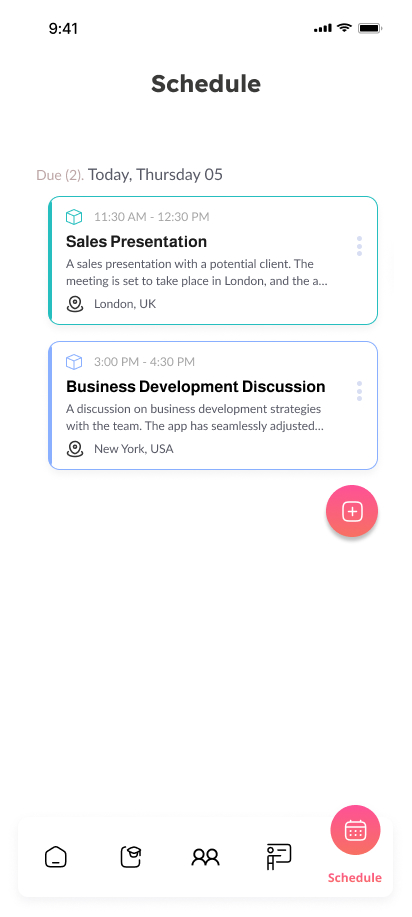 9:41
Schedule
Due (2). Today, Thursday 05
11:30 AM - 12:30 PM
Sales Presentation
A sales presentation with a potential client. The
meeting is set to take place in London, and the a...
London, UK
3:00 PM - 4:30 PM
Business Development Discussion
A discussion on business development strategies
with the team. The app has seamlessly adjusted...
New York, USA
Schedule